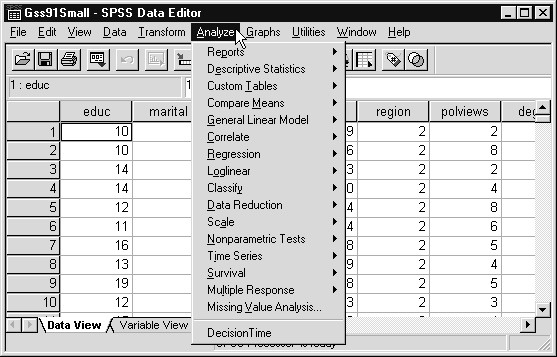 Gss91Small - SPSS Data Editor
File Edit View Data Transform Analyze Graphs Utilities Window Help
1 : educ 1
educ marital region polviews
1 10 9 2 2
2 10 6 2 8
3 14 3 2 2
4 14 0 2 4
5 12 4 2 8
6 11 6 2 4
7 16 8 2 5
8 13 9 2 4
9 19 8 2 5
10 12 3 2 3
Reports
Descriptive Statistics
Custom Tables
Compare Means
General Linear Model
Correlate
Regression
Loglinear
Classify
Data Reduction
Scale
Nonparametric Tests
Time Series
Survival
Multiple Response
Missing Value Analysis...
DecisionTime
Data View Variable View